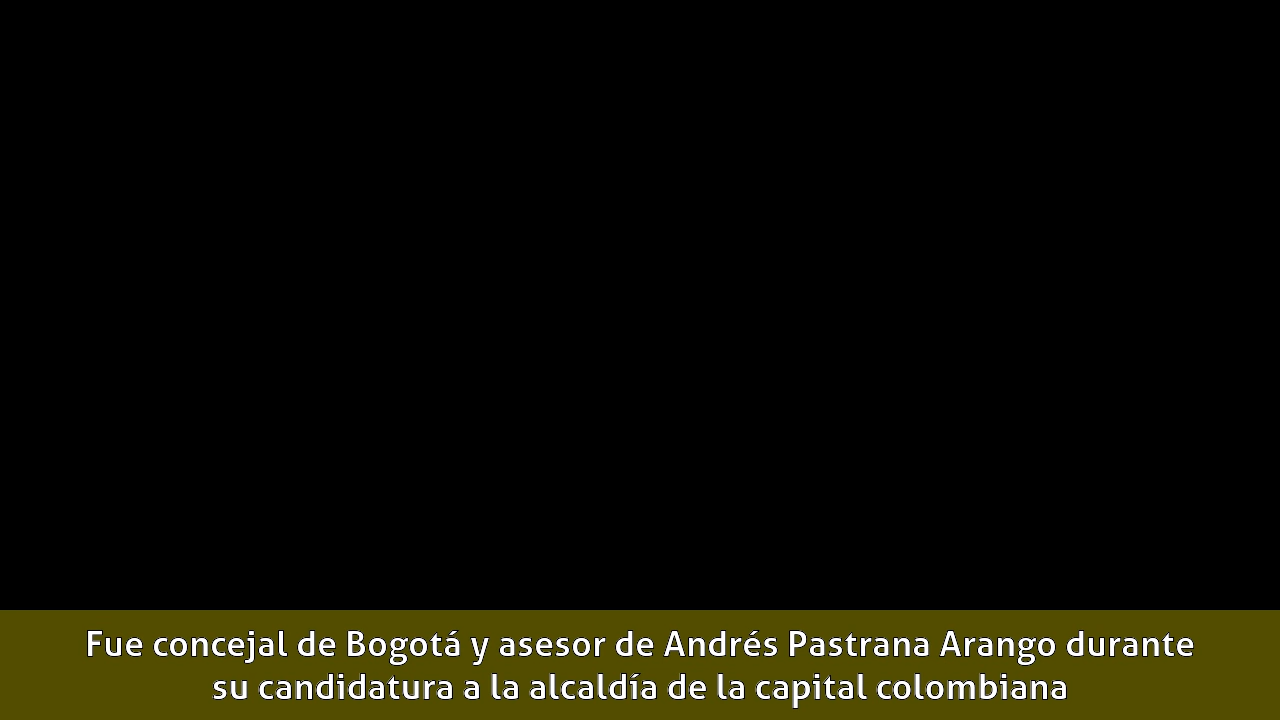 Fue concejal de Bogotá y asesor de Andrés Pastrana Arango durante
su candidatura a la alcaldía de la capital colombiana